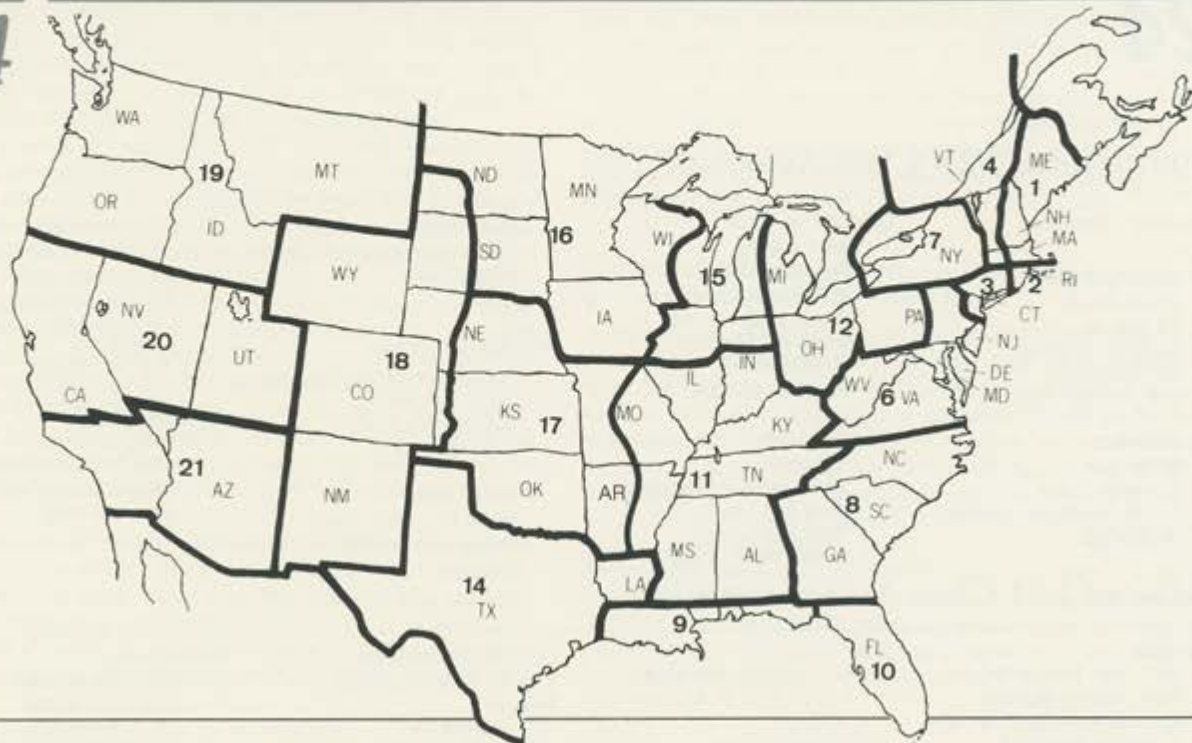 WA
MT
ND
MN
VT
4
ME
1
19
OR
ID
NH
MA
16
WI
7
NY
SD
15
MI
WY
3
2
RI
NV
IA
12
PA
CT
20
NE
OH
NJ
UT
18
IN
DE
IL
WV
6
VA
MD
CA
CO
KS
17
MO
KY
NC
21
11
TN
AZ
NM
OK
AR
8
SC
MS
AL
GA
LA
14
TX
9
FL
10